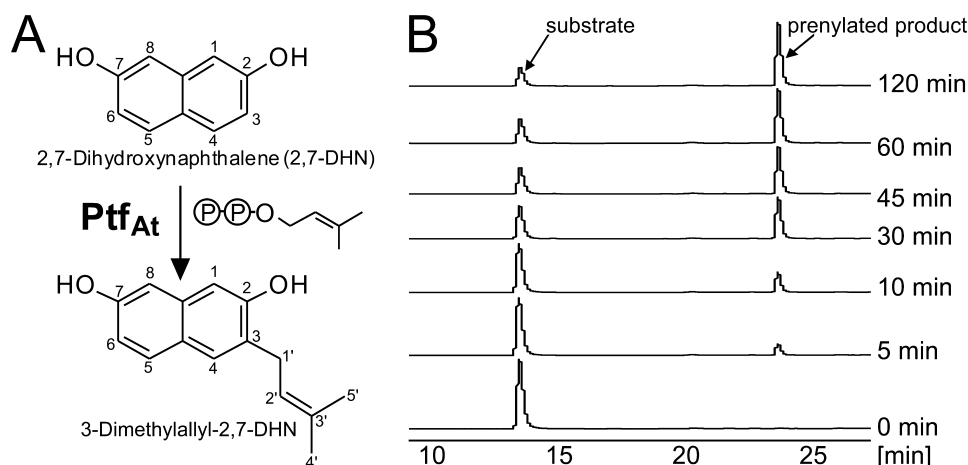 A
HO
OH
8
1
7
2
6
3
5
4
2,7-Dihydroxynaphthalene (2,7-DHN)
PtfAt
P P O
HO
OH
8
1
7
2
6
3
5
4
1'
2'
5'
3'
4'
3-Dimethylallyl-2,7-DHN
B
substrate
prenylated product
120 min
60 min
45 min
30 min
10 min
5 min
0 min
10 15 20 25 [min]